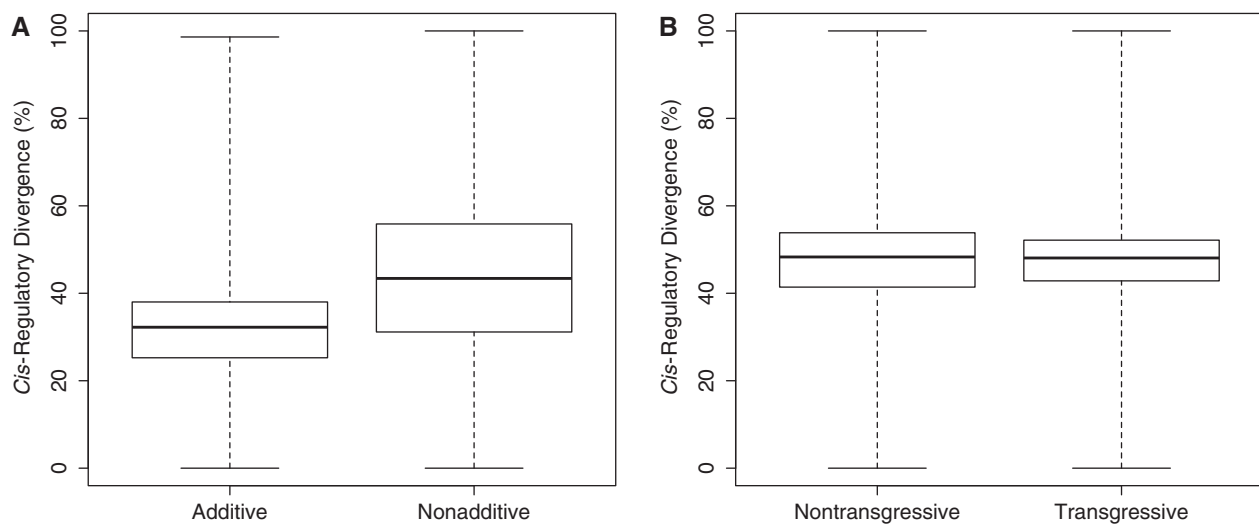 A
Cis-Regulatory Divergence (%)
100
80
60
40
20
0
Additive
Nonadditive
B
Cis-Regulatory Divergence (%)
100
80
60
40
20
0
Nontransgressive
Transgressive